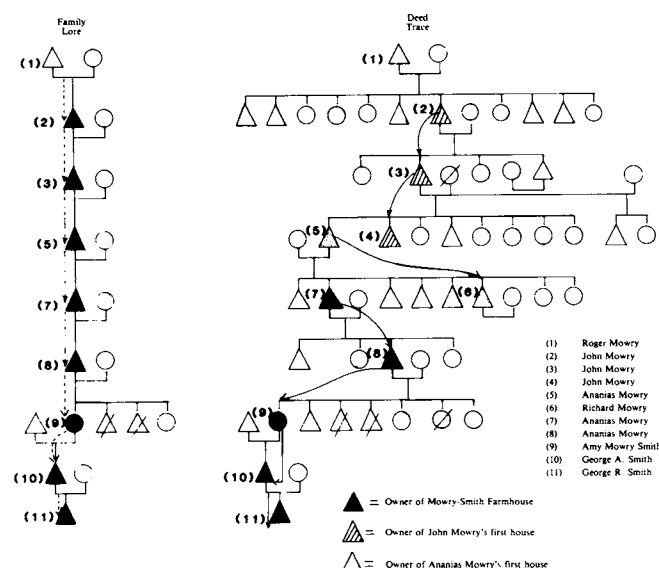 Family
Lore
(1)
(2)
(3)
(5)
(7)
(8)
(9)
(10)
(11)
Deed
Trace
(1)
(2)
(3)
(5)
(4)
(7)
(6)
(8)
(9)
(10)
(11)
(1) Roger Mowry
(2) John Mowry
(3) John Mowry
(4) John Mowry
(5) Ananias Mowry
(6) Richard Mowry
(7) Ananias Mowry
(8) Ananias Mowry
(9) Amy Mowry Smith
(10) George A. Smith
(11) George R. Smith
= Owner of Mowry-Smith Farmhouse
= Owner of John Mowry's first house
= Owner of Ananias Mowry's first house